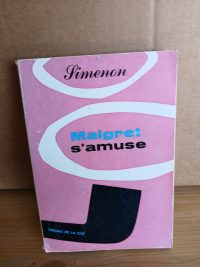 Simenon
Maigret
s'amuse
PRESSES DE LA CITÉ